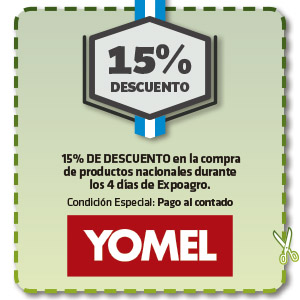 15%
DESCUENTO
15% DE DESCUENTO en la compra
de productos nacionales durante
los 4 días de Expoagro.
Condición Especial: Pago al contado
YOMEL